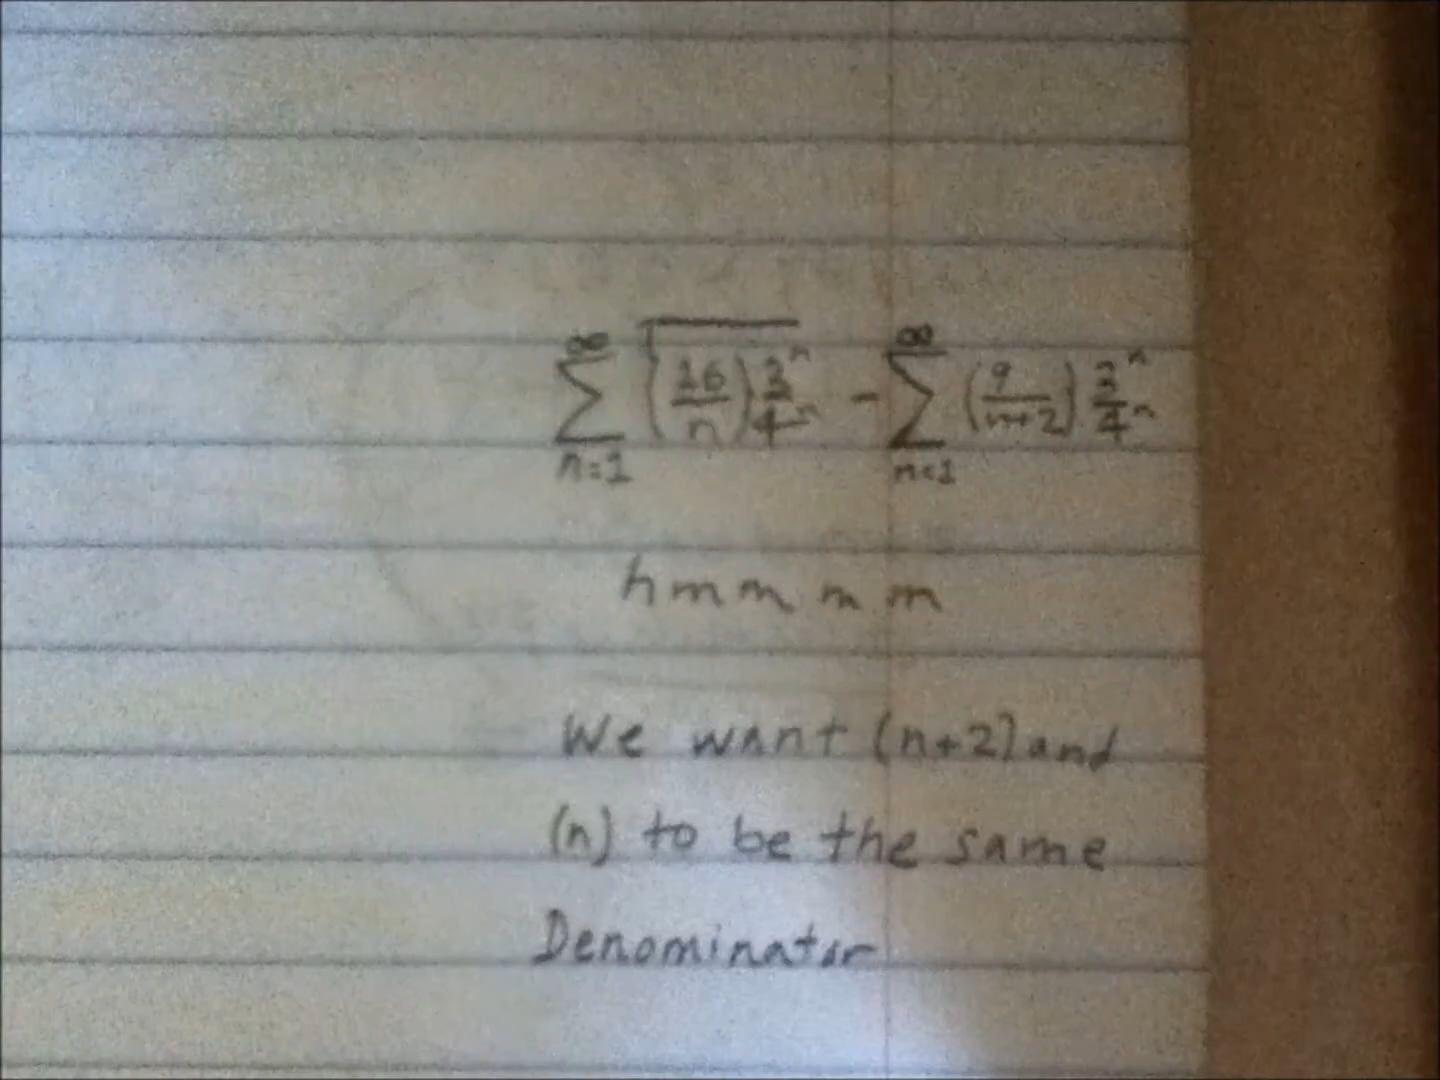 ∞ ∑ n=1 (16/n) 3^n/4^n - ∞ ∑ n=1 (9/n+2) 3^n/4^n
hmmmm
We want (n+2) and
(n) to be the same
Denominator